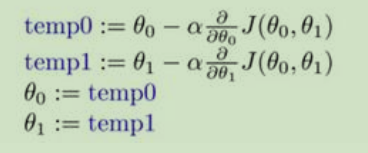 temp0 := θ₀ − α ∂/∂θ₀ J(θ₀, θ₁)
temp1 := θ₁ − α ∂/∂θ₁ J(θ₀, θ₁)
θ₀ := temp0
θ₁ := temp1